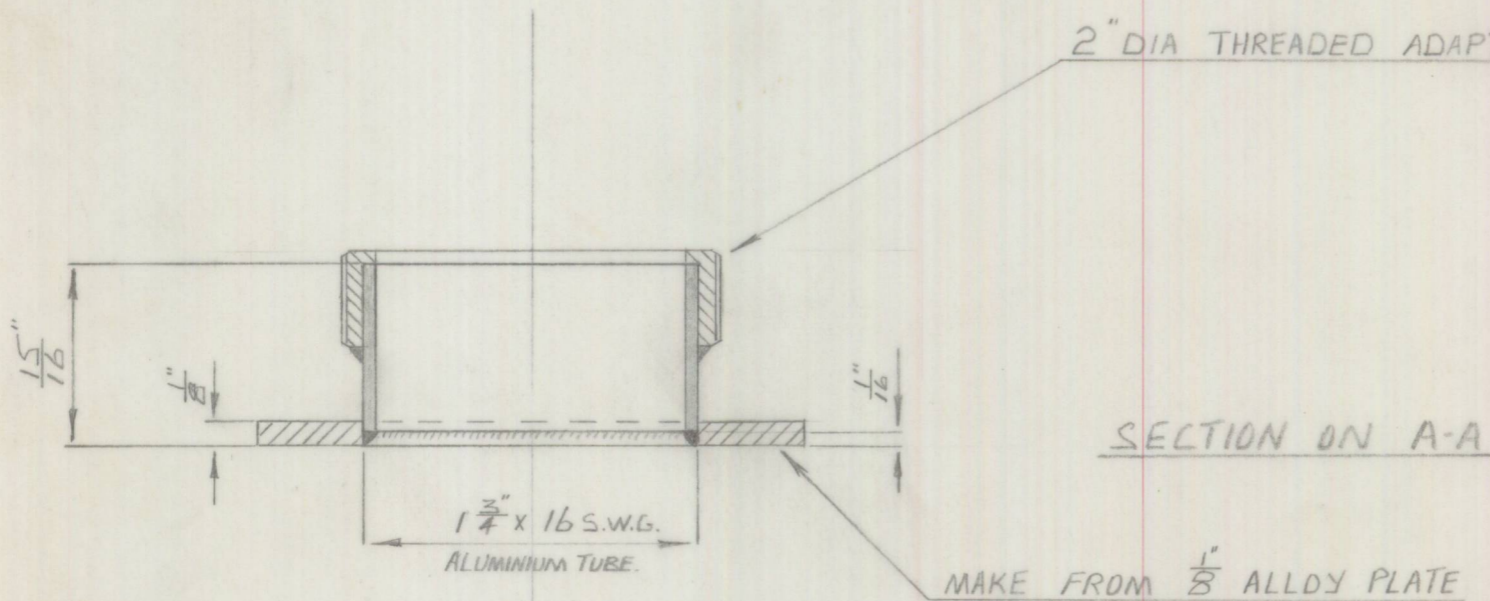 2" DIA THREADED ADAPT
15/16"
1/8"
1/16"
SECTION ON A-A
1 3/4" x 16 S.W.G.
ALUMINIUM TUBE.
MAKE FROM 1/8" ALLOY PLATE